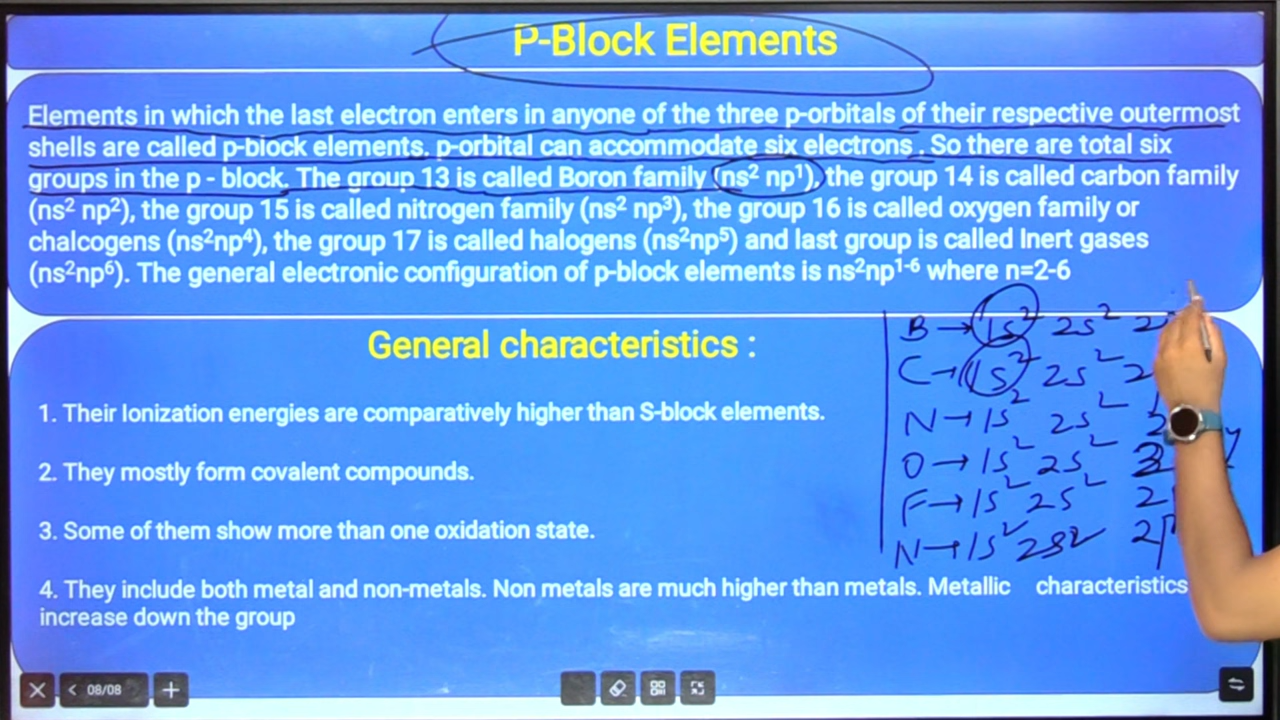 P-Block Elements
Elements in which the last electron enters in anyone of the three p-orbitals of their respective outermost
shells are called p-block elements. p-orbital can accommodate six electrons . So there are total six
groups in the p - block. The group 13 is called Boron family (ns² np¹), the group 14 is called carbon family
(ns² np²), the group 15 is called nitrogen family (ns² np³), the group 16 is called oxygen family or
chalcogens (ns²np⁴), the group 17 is called halogens (ns²np⁵) and last group is called Inert gases
(ns²np⁶). The general electronic configuration of p-block elements is ns²np¹⁻⁶ where n=2-6
General characteristics :
B → 1s² 2s²
C → 1s² 2s²
N → 1s² 2s²
O → 1s² 2s²
F → 1s² 2s²
N → 1s² 2s² 2p
1. Their Ionization energies are comparatively higher than S-block elements.
2. They mostly form covalent compounds.
3. Some of them show more than one oxidation state.
4. They include both metal and non-metals. Non metals are much higher than metals. Metallic characteristics
increase down the group
08/08